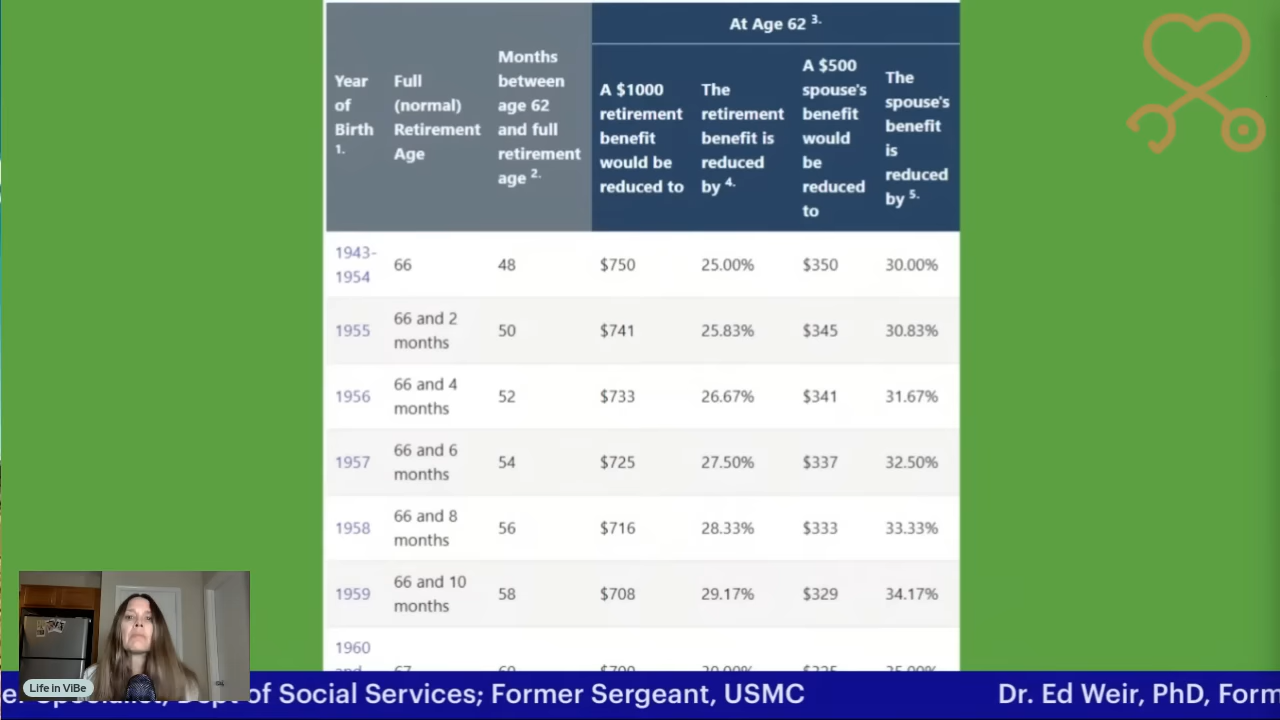 At Age 62 3.
Year of Birth 1.
Full (normal) Retirement Age
Months between age 62 and full retirement age 2.
A $1000 retirement benefit would be reduced to
The retirement benefit is reduced by 4.
A $500 spouse's benefit would be reduced to
The spouse's benefit is reduced by 5.
1943-1954 66 48 $750 25.00% $350 30.00%
1955 66 and 2 months 50 $741 25.83% $345 30.83%
1956 66 and 4 months 52 $733 26.67% $341 31.67%
1957 66 and 6 months 54 $725 27.50% $337 32.50%
1958 66 and 8 months 56 $716 28.33% $333 33.33%
1959 66 and 10 months 58 $708 29.17% $329 34.17%
1960
Life in ViBe
of Social Services; Former Sergeant, USMC Dr. Ed Weir, PhD, Form